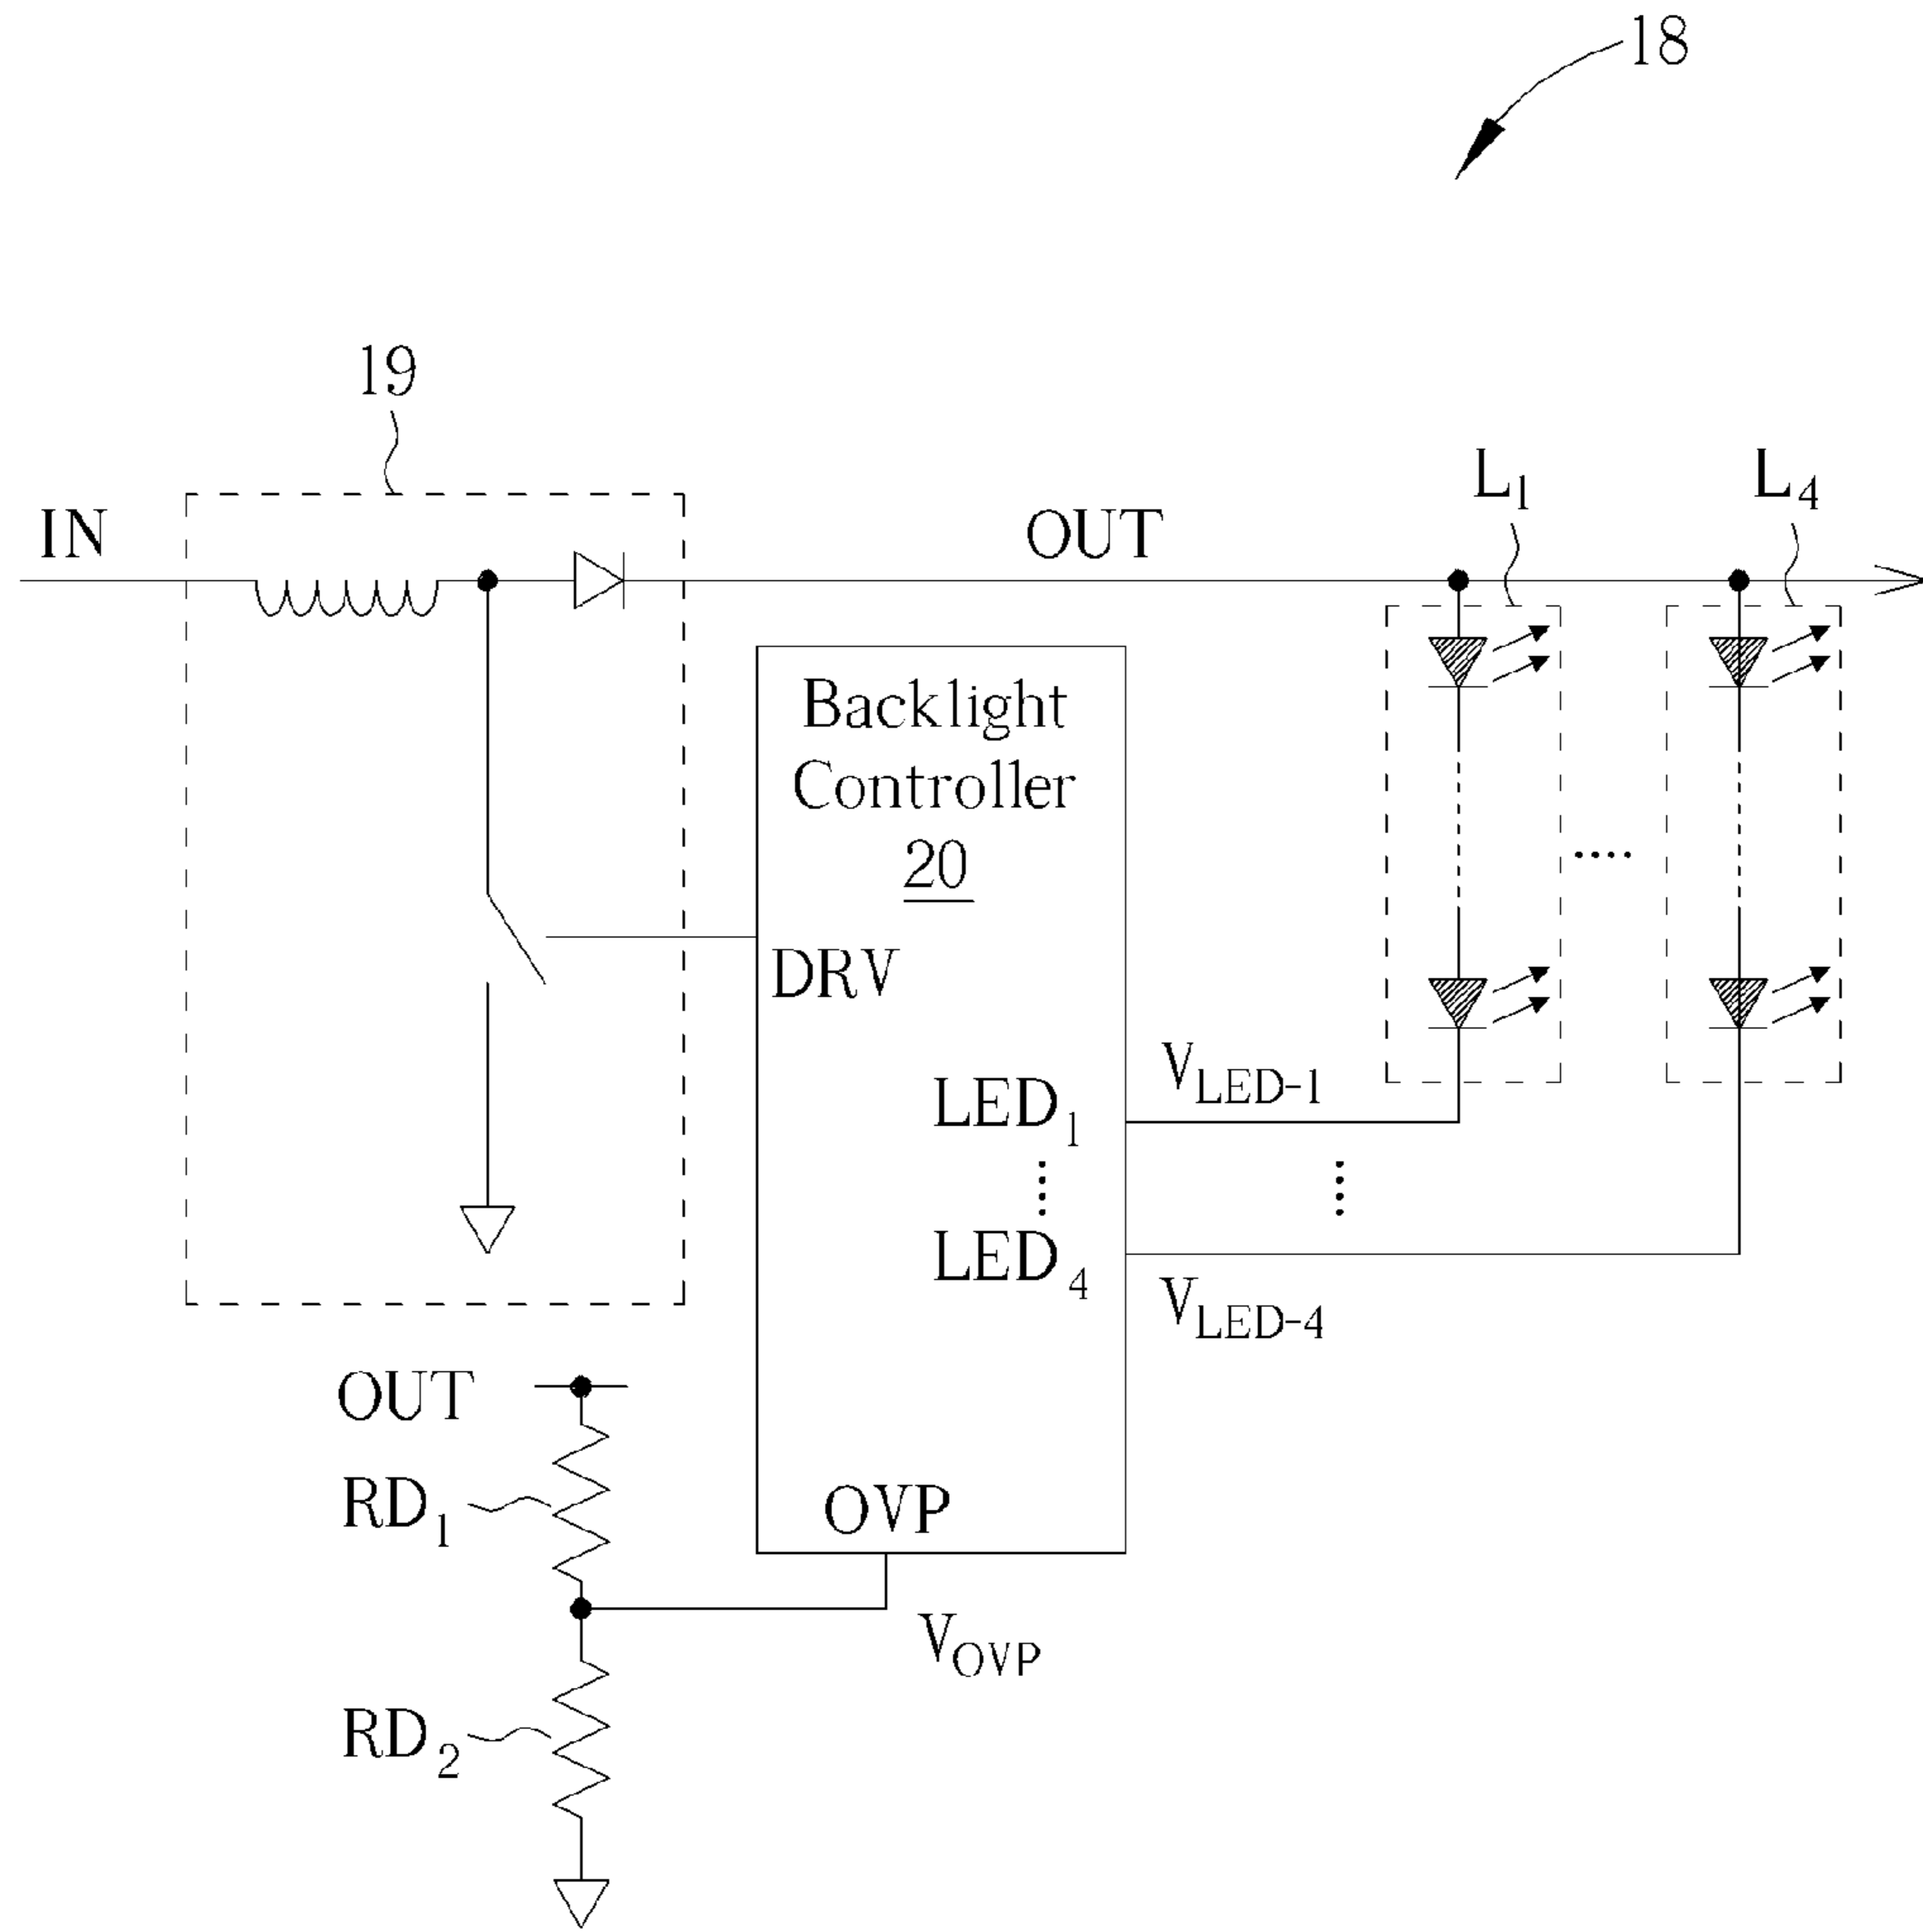 18
19
IN
OUT
L1
L4
Backlight
Controller
20
DRV
VLED-1
LED1
LED4
VLED-4
OUT
RD1
OVP
VOVP
RD2